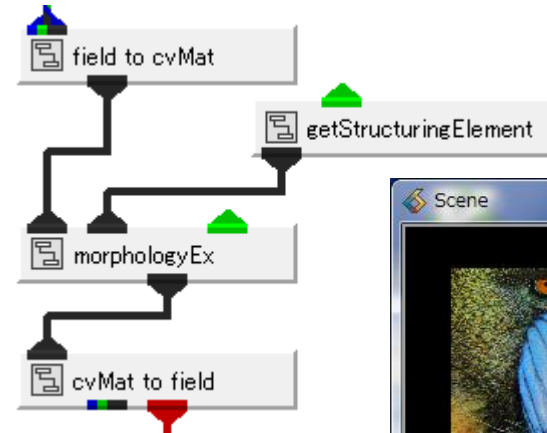 field to cvMat
getStructuringElement
Scene
morphologyEx
cvMat to field